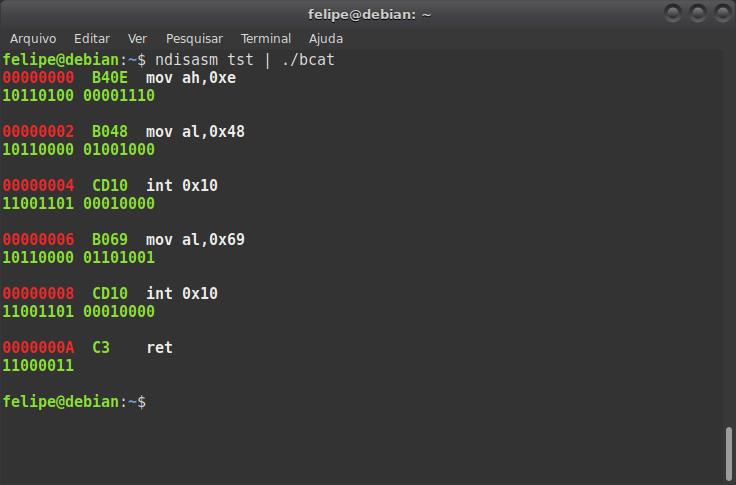 felipe@debian: ~
Arquivo Editar Ver Pesquisar Terminal Ajuda
felipe@debian:~$ ndisasm tst | ./bcat
00000000  B40E  mov ah,0xe
10110100 00001110
00000002  B048  mov al,0x48
10110000 01001000
00000004  CD10  int 0x10
11001101 00010000
00000006  B069  mov al,0x69
10110000 01101001
00000008  CD10  int 0x10
11001101 00010000
0000000A  C3    ret
11000011
felipe@debian:~$